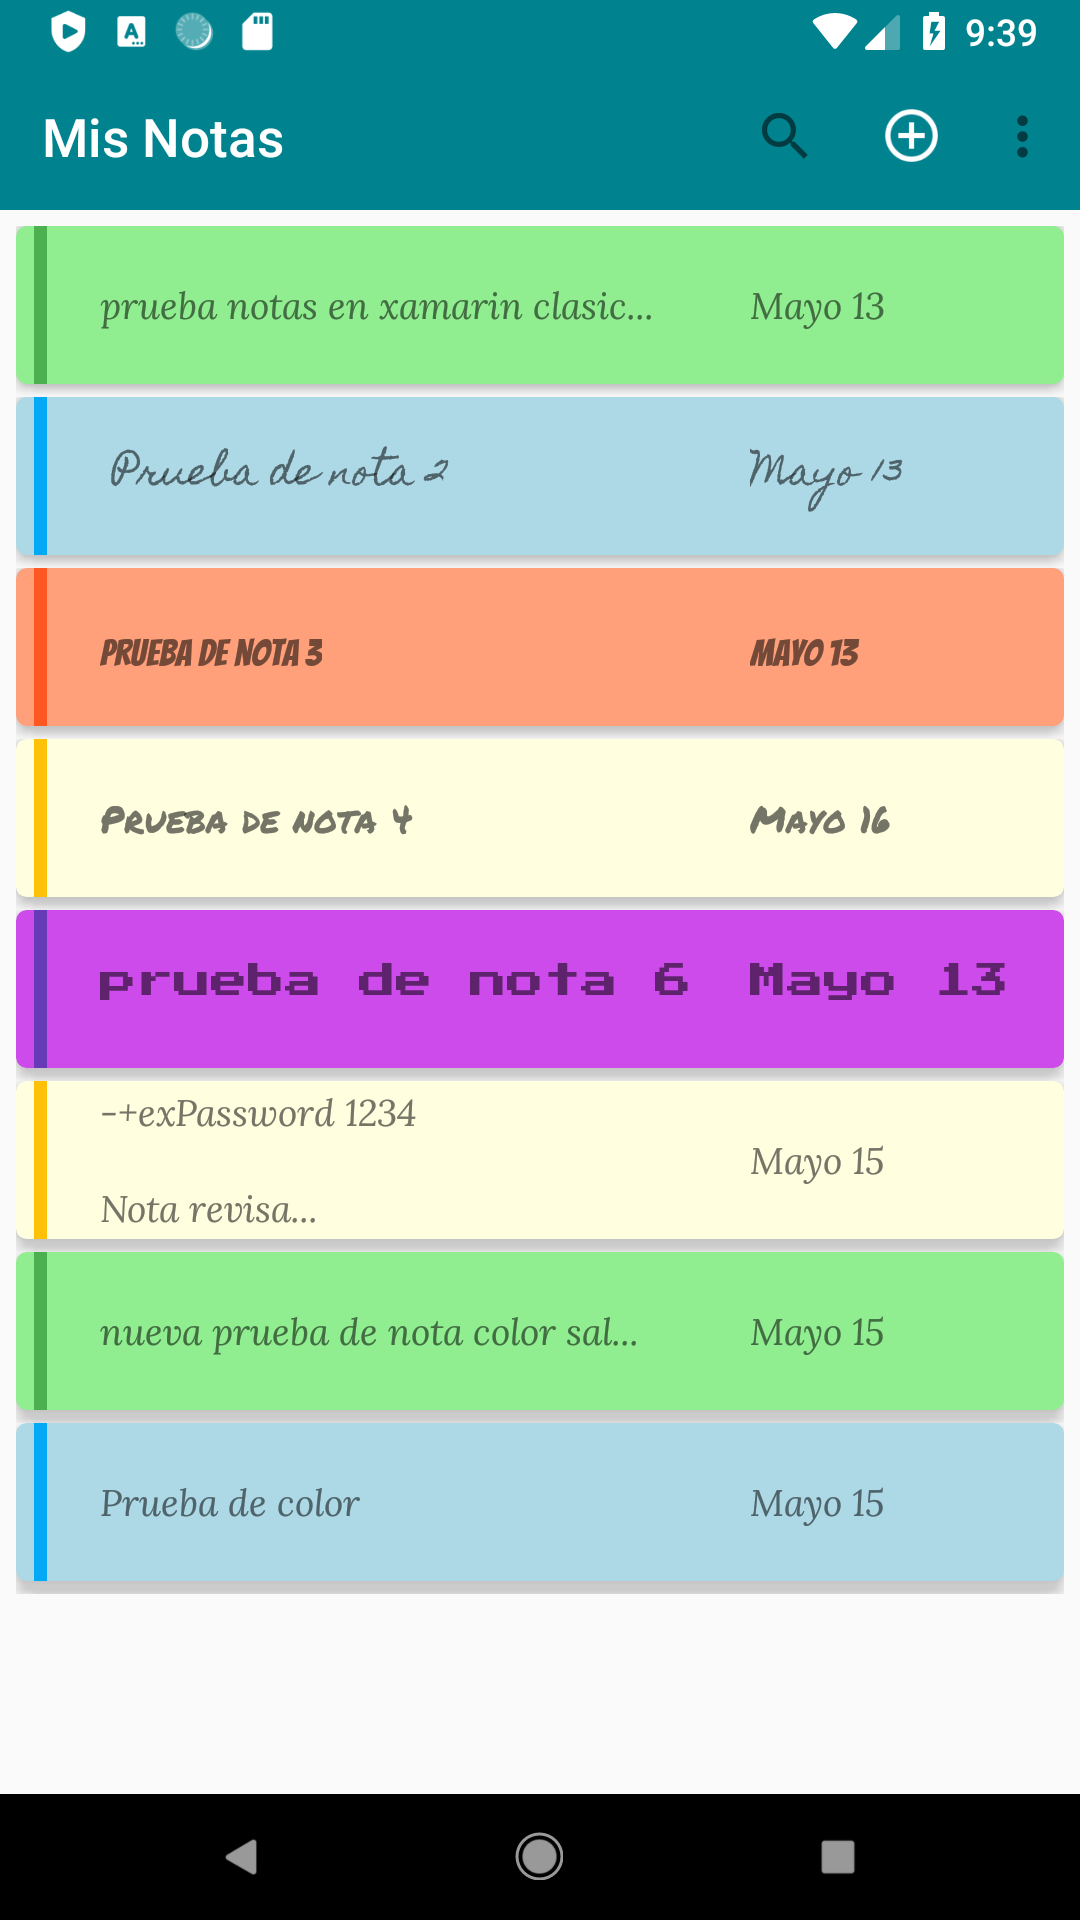 9:39
Mis Notas
prueba notas en xamarin clasic... Mayo 13
Prueba de nota 2 Mayo 13
PRUEBA DE NOTA 3 MAYO 13
Prueba de nota 4 Mayo 16
prueba de nota 6 Mayo 13
-+exPassword 1234
Mayo 15
Nota revisa...
nueva prueba de nota color sal... Mayo 15
Prueba de color Mayo 15